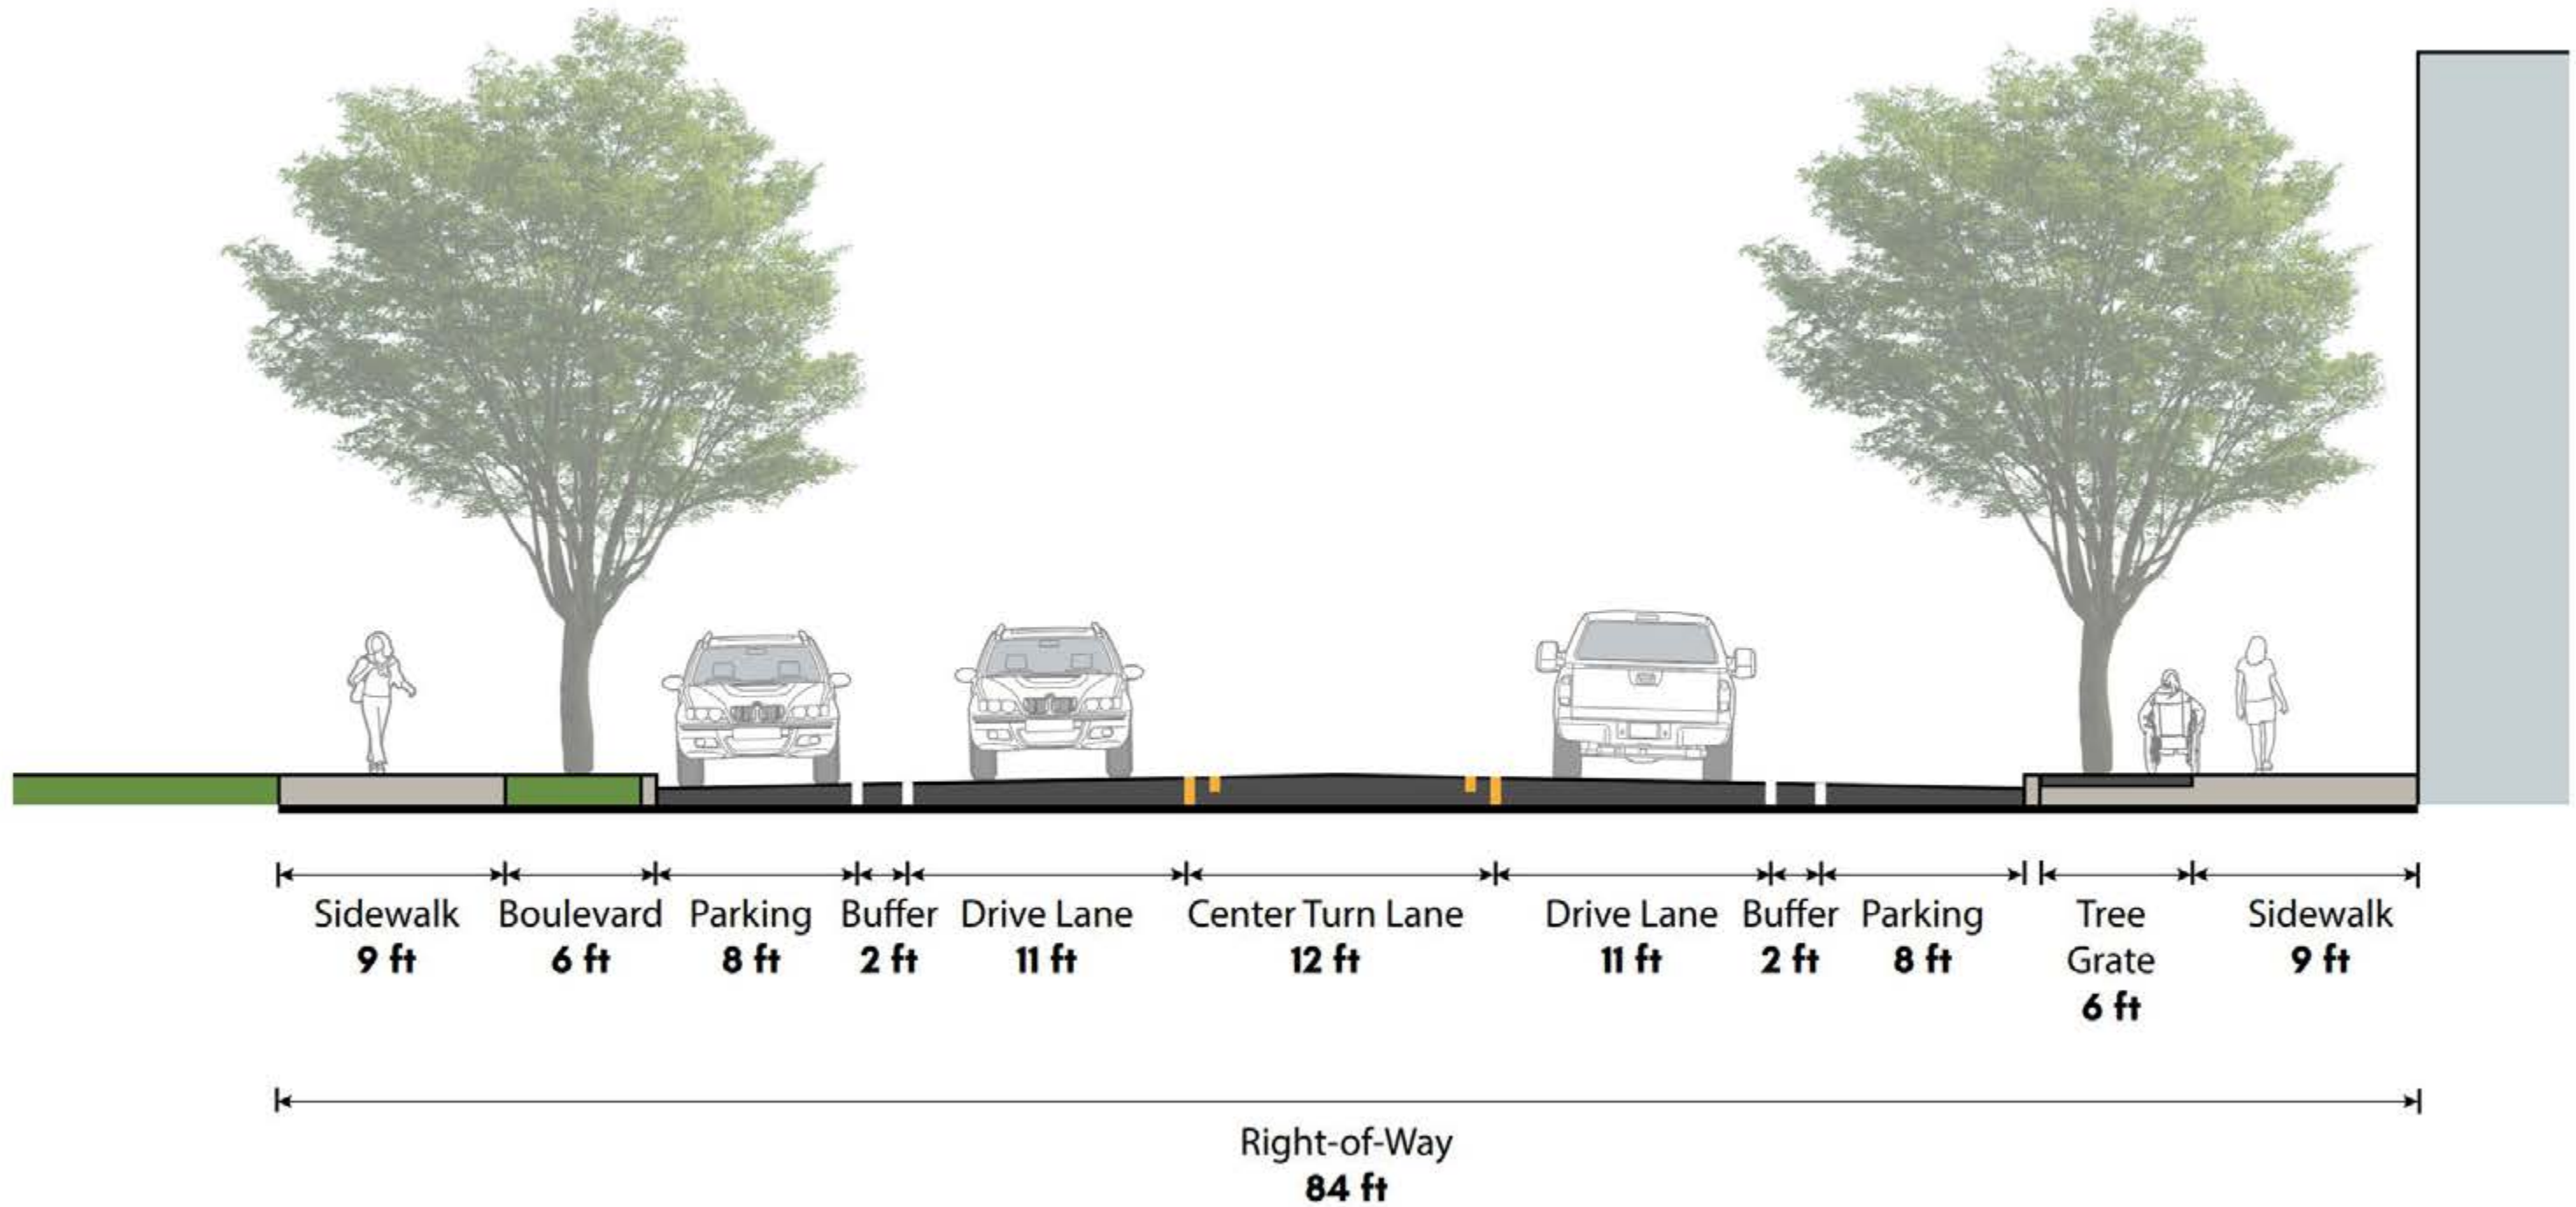 Sidewalk
9 ft
Boulevard
6 ft
Parking
8 ft
Buffer
2 ft
Drive Lane
11 ft
Center Turn Lane
12 ft
Drive Lane
11 ft
Buffer
2 ft
Parking
8 ft
Tree
Grate
6 ft
Sidewalk
9 ft
Right-of-Way
84 ft